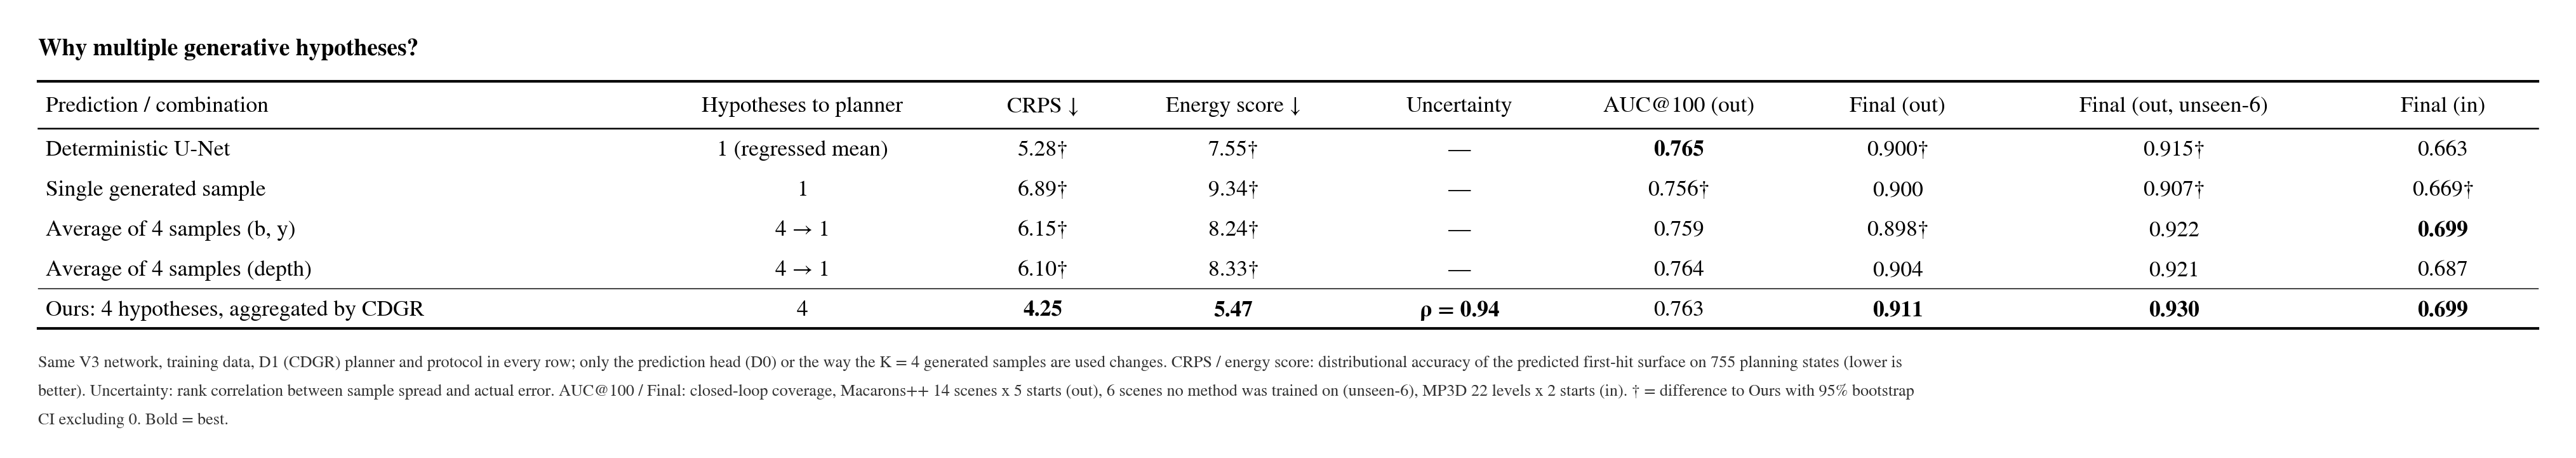 Why multiple generative hypotheses?
Prediction / combination Hypotheses to planner CRPS ↓ Energy score ↓ Uncertainty AUC@100 (out) Final (out) Final (out, unseen-6) Final (in)
Deterministic U-Net 1 (regressed mean) 5.28† 7.55† — 0.765 0.900† 0.915† 0.663
Single generated sample 1 6.89† 9.34† — 0.756† 0.900 0.907† 0.669†
Average of 4 samples (b, y) 4 → 1 6.15† 8.24† — 0.759 0.898† 0.922 0.699
Average of 4 samples (depth) 4 → 1 6.10† 8.33† — 0.764 0.904 0.921 0.687
Ours: 4 hypotheses, aggregated by CDGR 4 4.25 5.47 ρ = 0.94 0.763 0.911 0.930 0.699
Same V3 network, training data, D1 (CDGR) planner and protocol in every row; only the prediction head (D0) or the way the K = 4 generated samples are used changes. CRPS / energy score: distributional accuracy of the predicted first-hit surface on 755 planning states (lower is
better). Uncertainty: rank correlation between sample spread and actual error. AUC@100 / Final: closed-loop coverage, Macarons++ 14 scenes x 5 starts (out), 6 scenes no method was trained on (unseen-6), MP3D 22 levels x 2 starts (in). † = difference to Ours with 95% bootstrap
CI excluding 0. Bold = best.